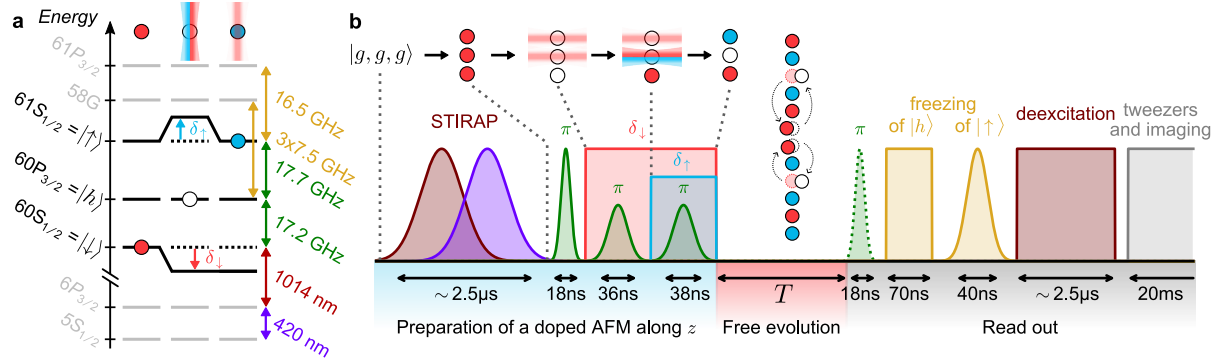 a
Energy
61P3/2
58G
61S1/2 = |↑⟩
60P3/2 = |h⟩
60S1/2 = |↓⟩
6P3/2
5S1/2
δ↑
δ↓
16.5 GHz
3x7.5 GHz
17.7 GHz
17.2 GHz
1014 nm
420 nm
b
|g, g, g⟩
STIRAP
π
δ↓
π
δ↑
π
π
freezing
of |h⟩ of |↑⟩
deexcitation
tweezers
and imaging
~ 2.5µs
18ns
36ns
38ns
T
18ns
70ns
40ns
~ 2.5µs
20ms
Preparation of a doped AFM along z
Free evolution
Read out